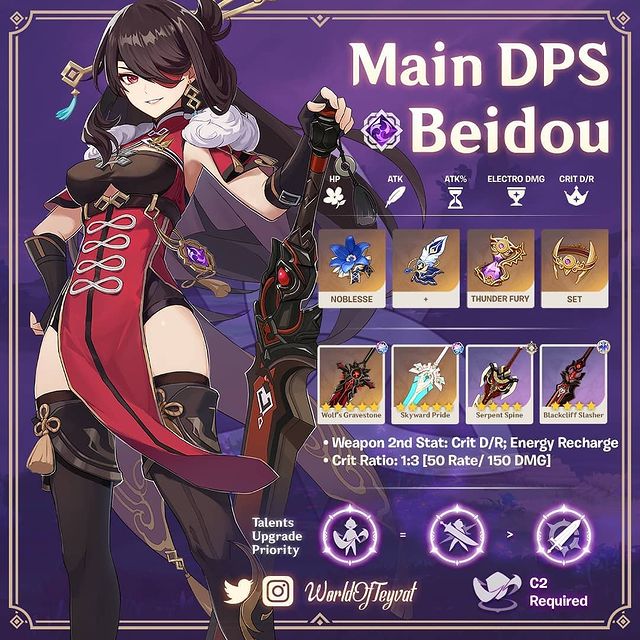 Main DPS
Beidou
HP ATK ATK% ELECTRO DMG CRIT D/R
NOBLESSE + THUNDER FURY SET
Wolf's Gravestone Skyward Pride Serpent Spine Blackcliff Slasher
• Weapon 2nd Stat: Crit D/R; Energy Recharge
• Crit Ratio: 1:3 [50 Rate/ 150 DMG]
Talents
Upgrade
Priority
= >
WorldOfTeyvat
C2
Required